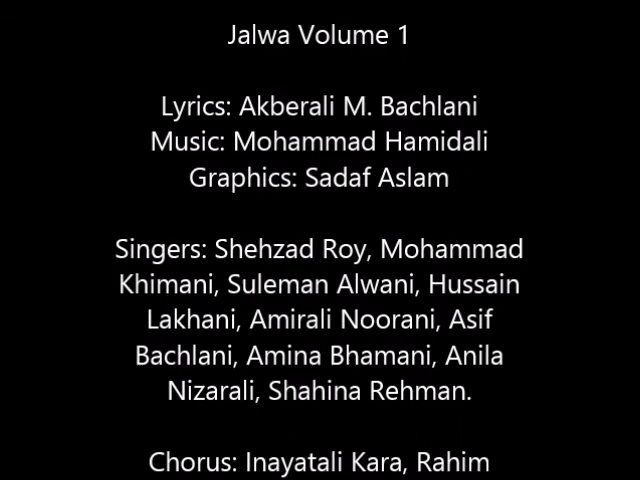 Jalwa Volume 1
Lyrics: Akberali M. Bachlani
Music: Mohammad Hamidali
Graphics: Sadaf Aslam
Singers: Shehzad Roy, Mohammad
Khimani, Suleman Alwani, Hussain
Lakhani, Amirali Noorani, Asif
Bachlani, Amina Bhamani, Anila
Nizarali, Shahina Rehman.
Chorus: Inayatali Kara, Rahim